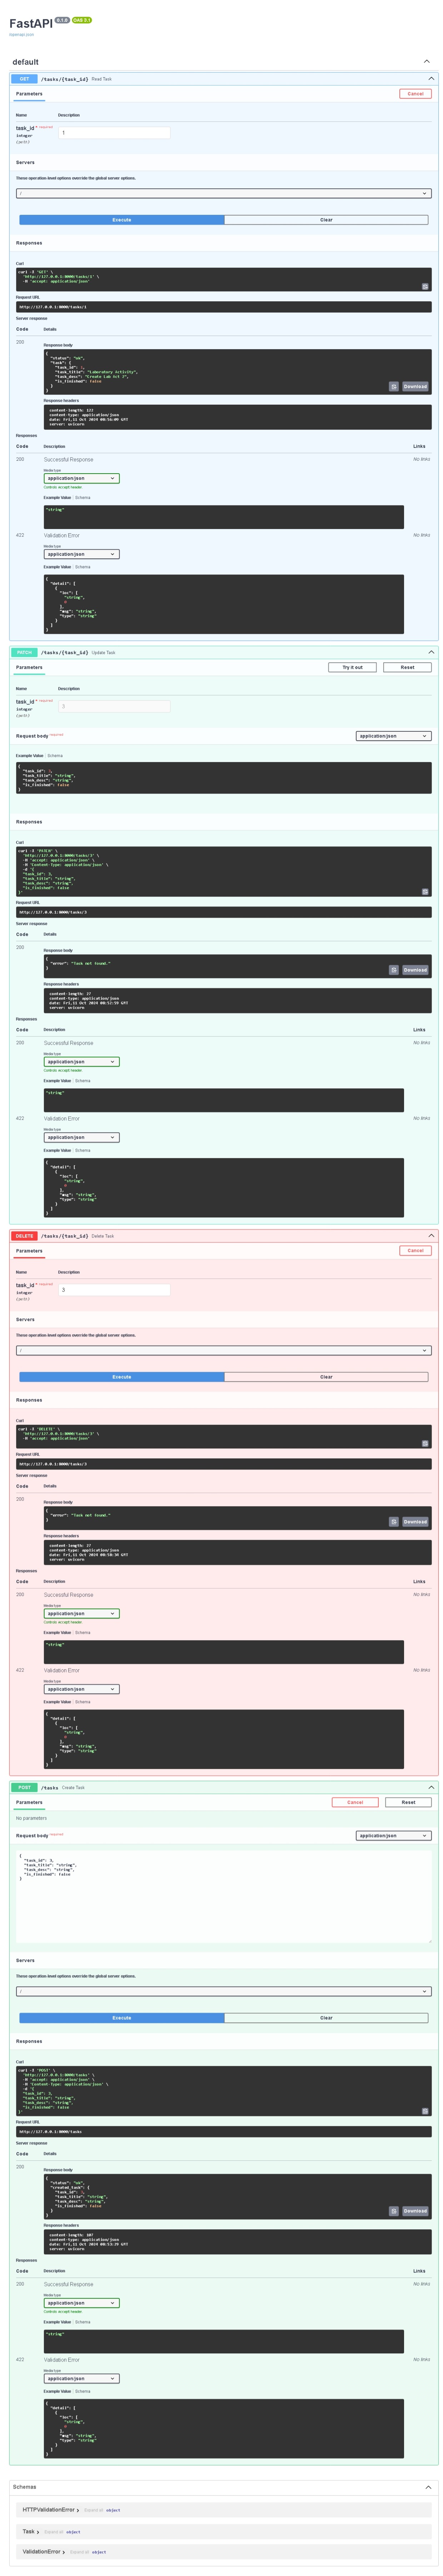 FastAPI 0.1.0 OAS 3.1
/openapi.json
default
GET /tasks/{task_id} Read Task
Parameters Cancel
Name Description
task_id * required
integer
(path)
1
Servers
These operation-level options override the global server options.
/
Execute Clear
Responses
Curl
curl -X 'GET' \
'http://127.0.0.1:8000/tasks/1' \
-H 'accept: application/json'
Request URL
http://127.0.0.1:8000/tasks/1
Server response
Code Details
200
Response body
{
"status": "ok",
"task": {
"task_id": 1,
"task_title": "Laboratory Activity",
"task_desc": "Create Lab Act 2",
"is_finished": false
}
}
Download
Response headers
content-length: 122
content-type: application/json
server: uvicorn
Responses
Code Description Links
200 Successful Response No links
Media type
application/json
Controls Accept header.
Example Value Schema
"string"
422 Validation Error No links
Media type
application/json
Example Value Schema
{
"detail": [
{
"loc": [
"string",
0
],
"msg": "string",
"type": "string"
}
]
}
PATCH /tasks/{task_id} Update Task
Parameters Try it out Reset
Name Description
task_id * required
integer
(path)
3
Request body required application/json
Example Value Schema
{
"task_id": 3,
"task_title": "string",
"task_desc": "string",
"is_finished": false
}
Responses
Curl
curl -X 'PATCH' \
'http://127.0.0.1:8000/tasks/3' \
-H 'accept: application/json' \
-H 'Content-Type: application/json' \
-d '{
"task_id": 3,
"task_title": "string",
"task_desc": "string",
"is_finished": false
}'
Request URL
http://127.0.0.1:8000/tasks/3
Server response
Code Details
200
Response body
{
"error": "Task not found."
}
Download
Response headers
content-length: 27
content-type: application/json
date: Fri,11 Oct 2024 08:52:59 GMT
server: uvicorn
Responses
Code Description Links
200 Successful Response No links
Media type
application/json
Controls Accept header.
Example Value Schema
"string"
422 Validation Error No links
Media type
application/json
Example Value Schema
{
"detail": [
{
"loc": [
"string",
0
],
"msg": "string",
"type": "string"
}
]
}
DELETE /tasks/{task_id} Delete Task
Parameters Cancel
Name Description
task_id * required
integer
(path)
3
Servers
These operation-level options override the global server options.
/
Execute Clear
Responses
Curl
curl -X 'DELETE' \
'http://127.0.0.1:8000/tasks/3' \
-H 'accept: application/json'
Request URL
http://127.0.0.1:8000/tasks/3
Server response
Code Details
200
Response body
{
"error": "Task not found."
}
Download
Response headers
content-length: 27
content-type: application/json
date: Fri,11 Oct 2024 08:50:34 GMT
server: uvicorn
Responses
Code Description Links
200 Successful Response No links
Media type
application/json
Controls Accept header.
Example Value Schema
"string"
422 Validation Error No links
Media type
application/json
Example Value Schema
{
"detail": [
{
"loc": [
"string",
0
],
"msg": "string",
"type": "string"
}
]
}
POST /tasks Create Task
Parameters Cancel Reset
No parameters
Request body required application/json
{
"task_id": 3,
"task_title": "string",
"task_desc": "string",
"is_finished": false
}
Servers
These operation-level options override the global server options.
/
Execute Clear
Responses
Curl
curl -X 'POST' \
'http://127.0.0.1:8000/tasks' \
-H 'accept: application/json' \
-H 'Content-Type: application/json' \
-d '{
"task_id": 3,
"task_title": "string",
"task_desc": "string",
"is_finished": false
}'
Request URL
http://127.0.0.1:8000/tasks
Server response
Code Details
200
Response body
{
"status": "ok",
"created_task": {
"task_id": 3,
"task_title": "string",
"task_desc": "string",
"is_finished": false
}
}
Download
Response headers
content-length: 107
content-type: application/json
date: Fri,11 Oct 2024 08:53:29 GMT
server: uvicorn
Responses
Code Description Links
200 Successful Response No links
Media type
application/json
Controls Accept header.
Example Value Schema
"string"
422 Validation Error No links
Media type
application/json
Example Value Schema
{
"detail": [
{
"loc": [
"string",
0
],
"msg": "string",
"type": "string"
}
]
}
Schemas
HTTPValidationError Expand all object
Task Expand all object
ValidationError Expand all object